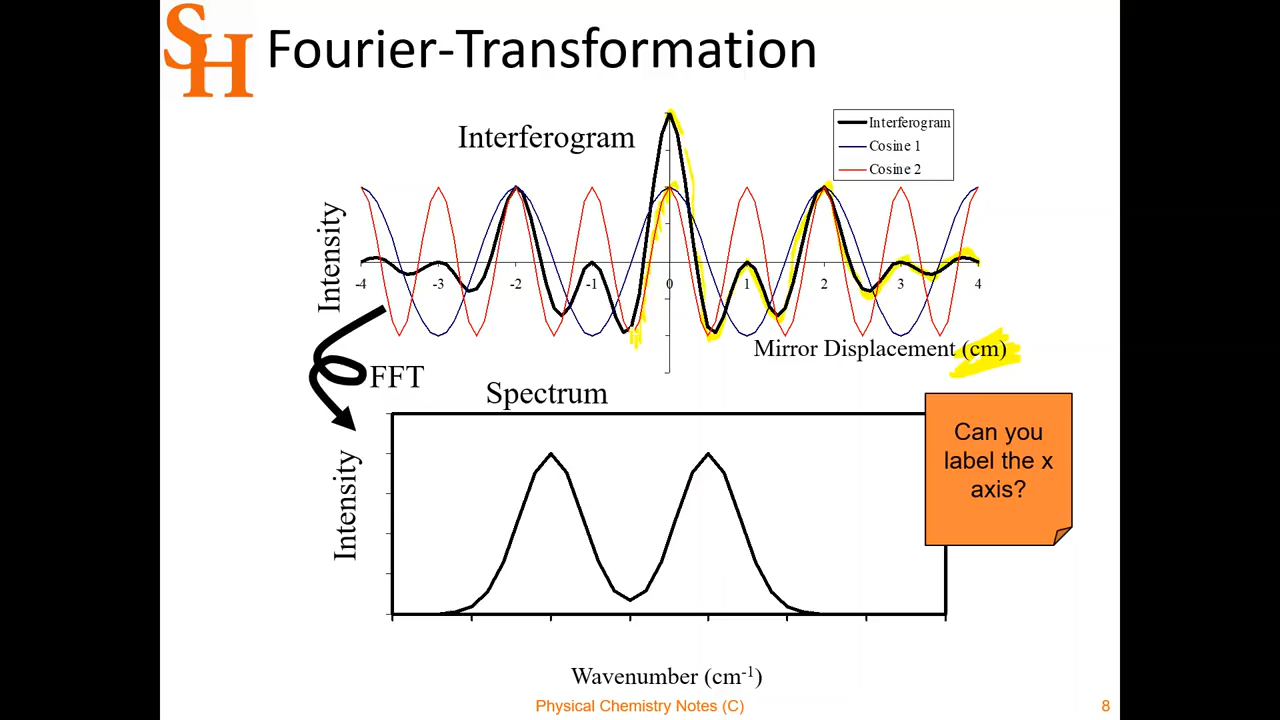 SH
Fourier-Transformation
Interferogram
Interferogram
Cosine 1
Cosine 2
Intensity
-4 -3 -2 -1 0 1 2 3 4
Mirror Displacement (cm)
FFT
Spectrum
Intensity
Can you
label the x
axis?
Wavenumber (cm⁻¹)
Physical Chemistry Notes (C)
8